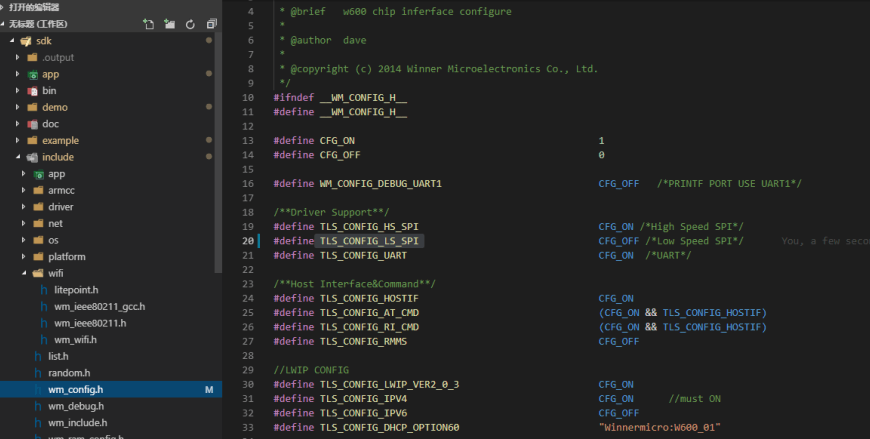 打开的编辑器
无标题 (工作区)
sdk
.output
app
bin
demo
doc
example
include
app
armcc
driver
net
os
platform
wifi
litepoint.h
wm_ieee80211_gcc.h
wm_ieee80211.h
wm_wifi.h
list.h
random.h
wm_config.h M
wm_debug.h
wm_include.h
wm_ram_config.h
4 * @brief w600 chip inferface configure
5 *
6 * @author dave
7 *
8 * @copyright (c) 2014 Winner Microelectronics Co., Ltd.
9 */
10 #ifndef __WM_CONFIG_H__
11 #define __WM_CONFIG_H__
12
13 #define CFG_ON 1
14 #define CFG_OFF 0
15
16 #define WM_CONFIG_DEBUG_UART1 CFG_OFF /*PRINTF PORT USE UART1*/
17
18 /**Driver Support**/
19 #define TLS_CONFIG_HS_SPI CFG_ON /*High Speed SPI*/
20 #define TLS_CONFIG_LS_SPI CFG_OFF /*Low Speed SPI*/ You, a few seco
21 #define TLS_CONFIG_UART CFG_ON /*UART*/
22
23 /**Host Interface&Command**/
24 #define TLS_CONFIG_HOSTIF CFG_ON
25 #define TLS_CONFIG_AT_CMD (CFG_ON && TLS_CONFIG_HOSTIF)
26 #define TLS_CONFIG_RI_CMD (CFG_ON && TLS_CONFIG_HOSTIF)
27 #define TLS_CONFIG_RMMS CFG_OFF
28
29 //LWIP CONFIG
30 #define TLS_CONFIG_LWIP_VER2_0_3 CFG_ON
31 #define TLS_CONFIG_IPV4 CFG_ON //must ON
32 #define TLS_CONFIG_IPV6 CFG_OFF
33 #define TLS_CONFIG_DHCP_OPTION60 "Winnermicro:W600_01"